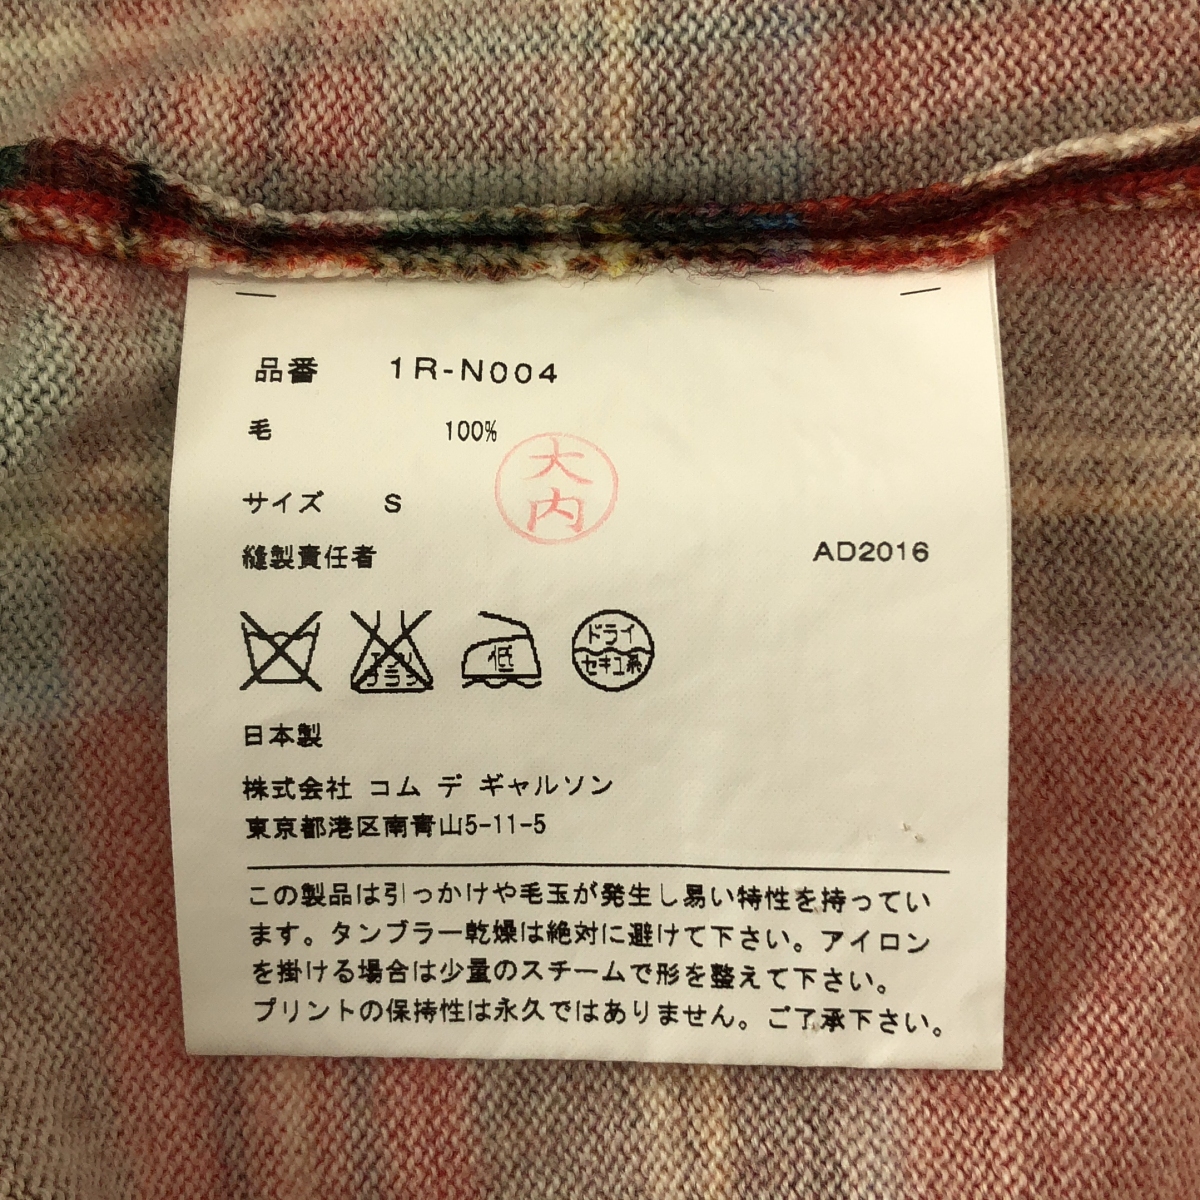 品番 1R-N004
毛 100%
大内
サイズ S
縫製責任者 AD2016
エンソ
サラシ
低
ドライ
セキユ系
日本製
株式会社 コム デ ギャルソン
東京都港区南青山5-11-5
この製品は引っかけや毛玉が発生し易い特性を持ってい
ます。タンブラー乾燥は絶対に避けて下さい。アイロン
を掛ける場合は少量のスチームで形を整えて下さい。
プリントの保持性は永久ではありません。ご了承下さい。